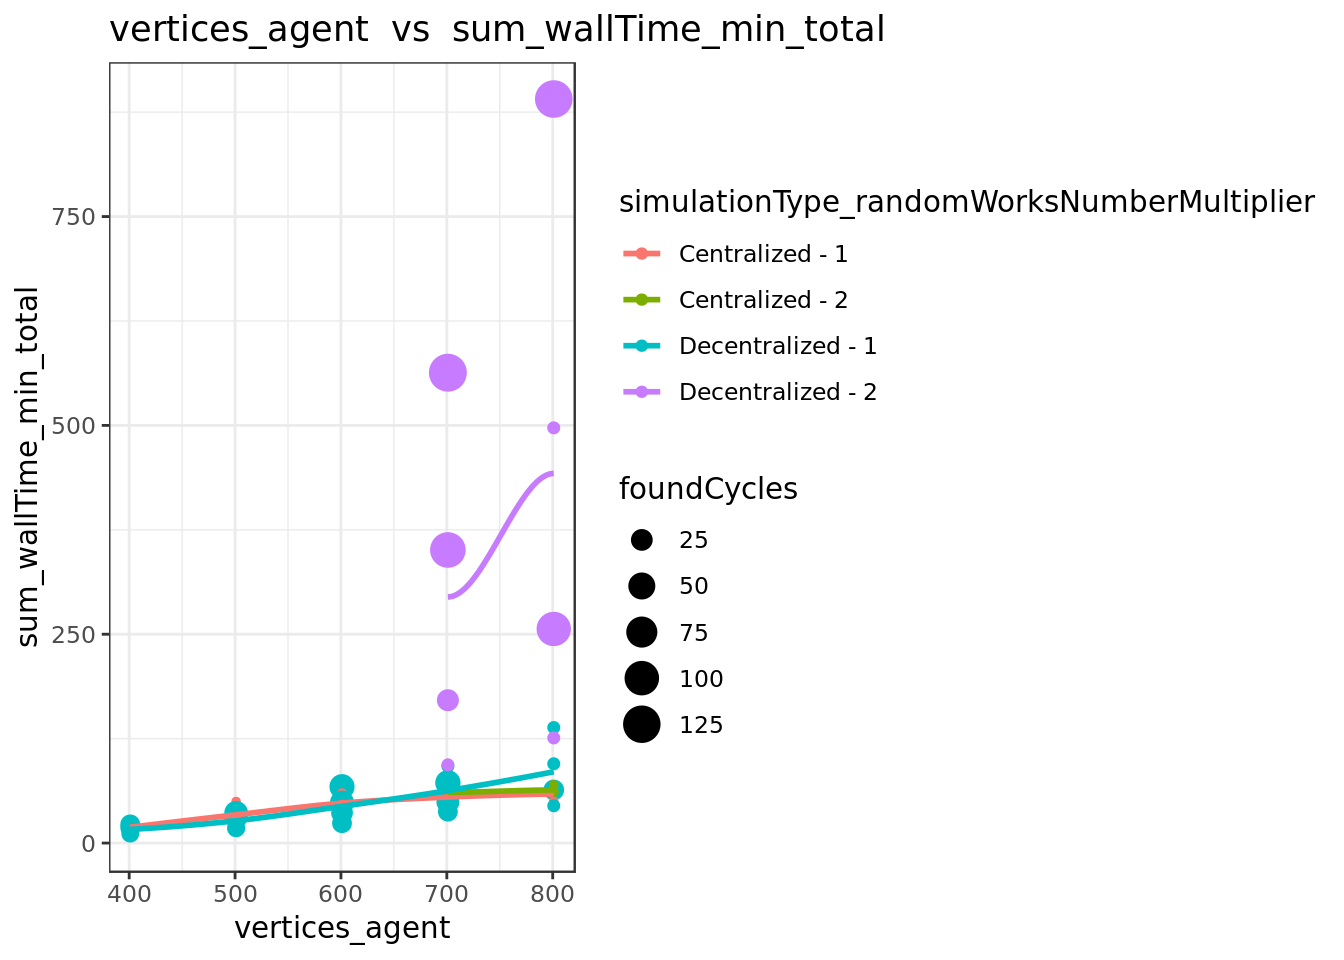 vertices_agent vs sum_wallTime_min_total
sum_wallTime_min_total
750
500
250
0
400 500 600 700 800
vertices_agent
simulationType_randomWorksNumberMultiplier
Centralized - 1
Centralized - 2
Decentralized - 1
Decentralized - 2
foundCycles
25
50
75
100
125